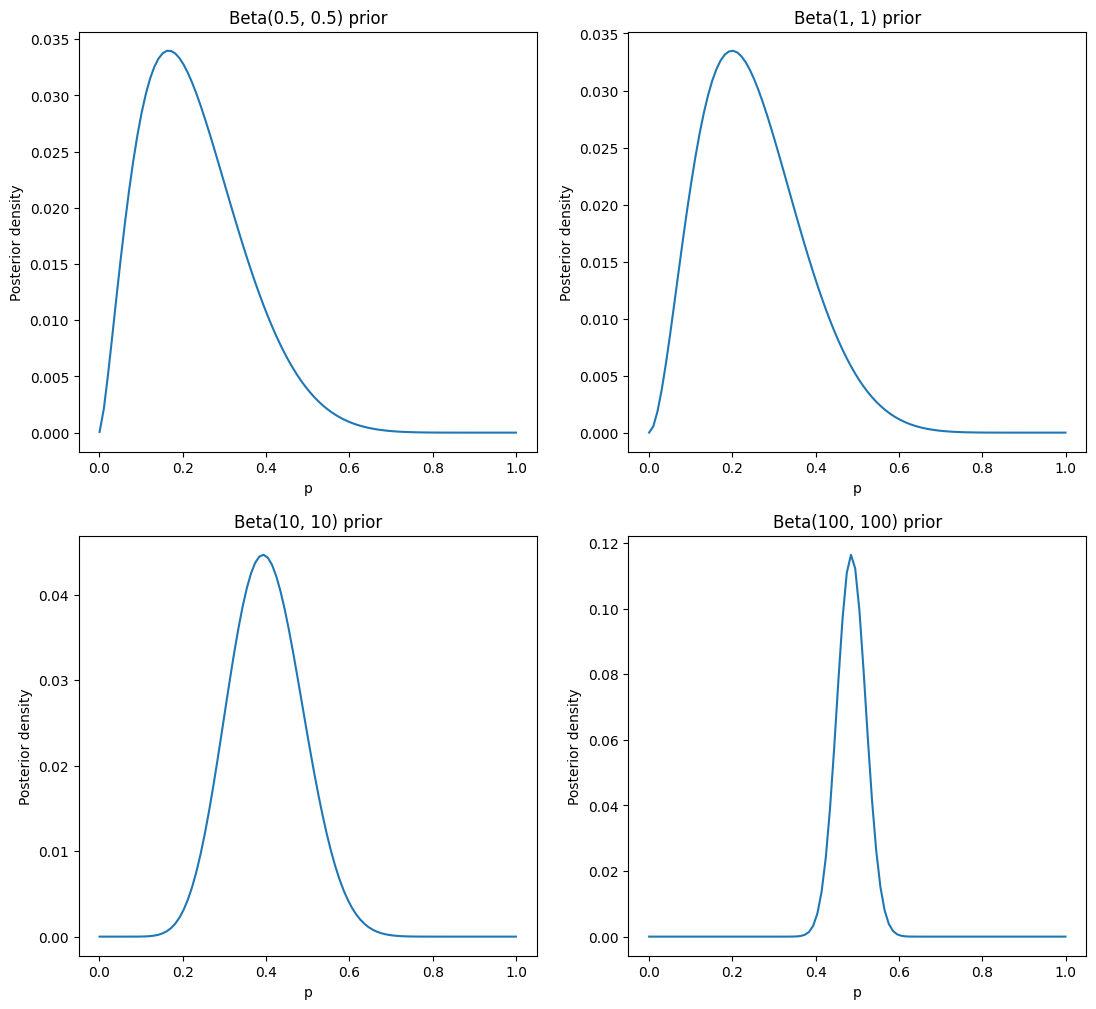 Beta(0.5, 0.5) prior
0.035
0.030
0.025
0.020
0.015
0.010
0.005
0.000
Posterior density
0.0 0.2 0.4 0.6 0.8 1.0
p
Beta(1, 1) prior
0.035
0.030
0.025
0.020
0.015
0.010
0.005
0.000
Posterior density
0.0 0.2 0.4 0.6 0.8 1.0
p
Beta(10, 10) prior
0.04
0.03
0.02
0.01
0.00
Posterior density
0.0 0.2 0.4 0.6 0.8 1.0
p
Beta(100, 100) prior
0.12
0.10
0.08
0.06
0.04
0.02
0.00
Posterior density
0.0 0.2 0.4 0.6 0.8 1.0
p